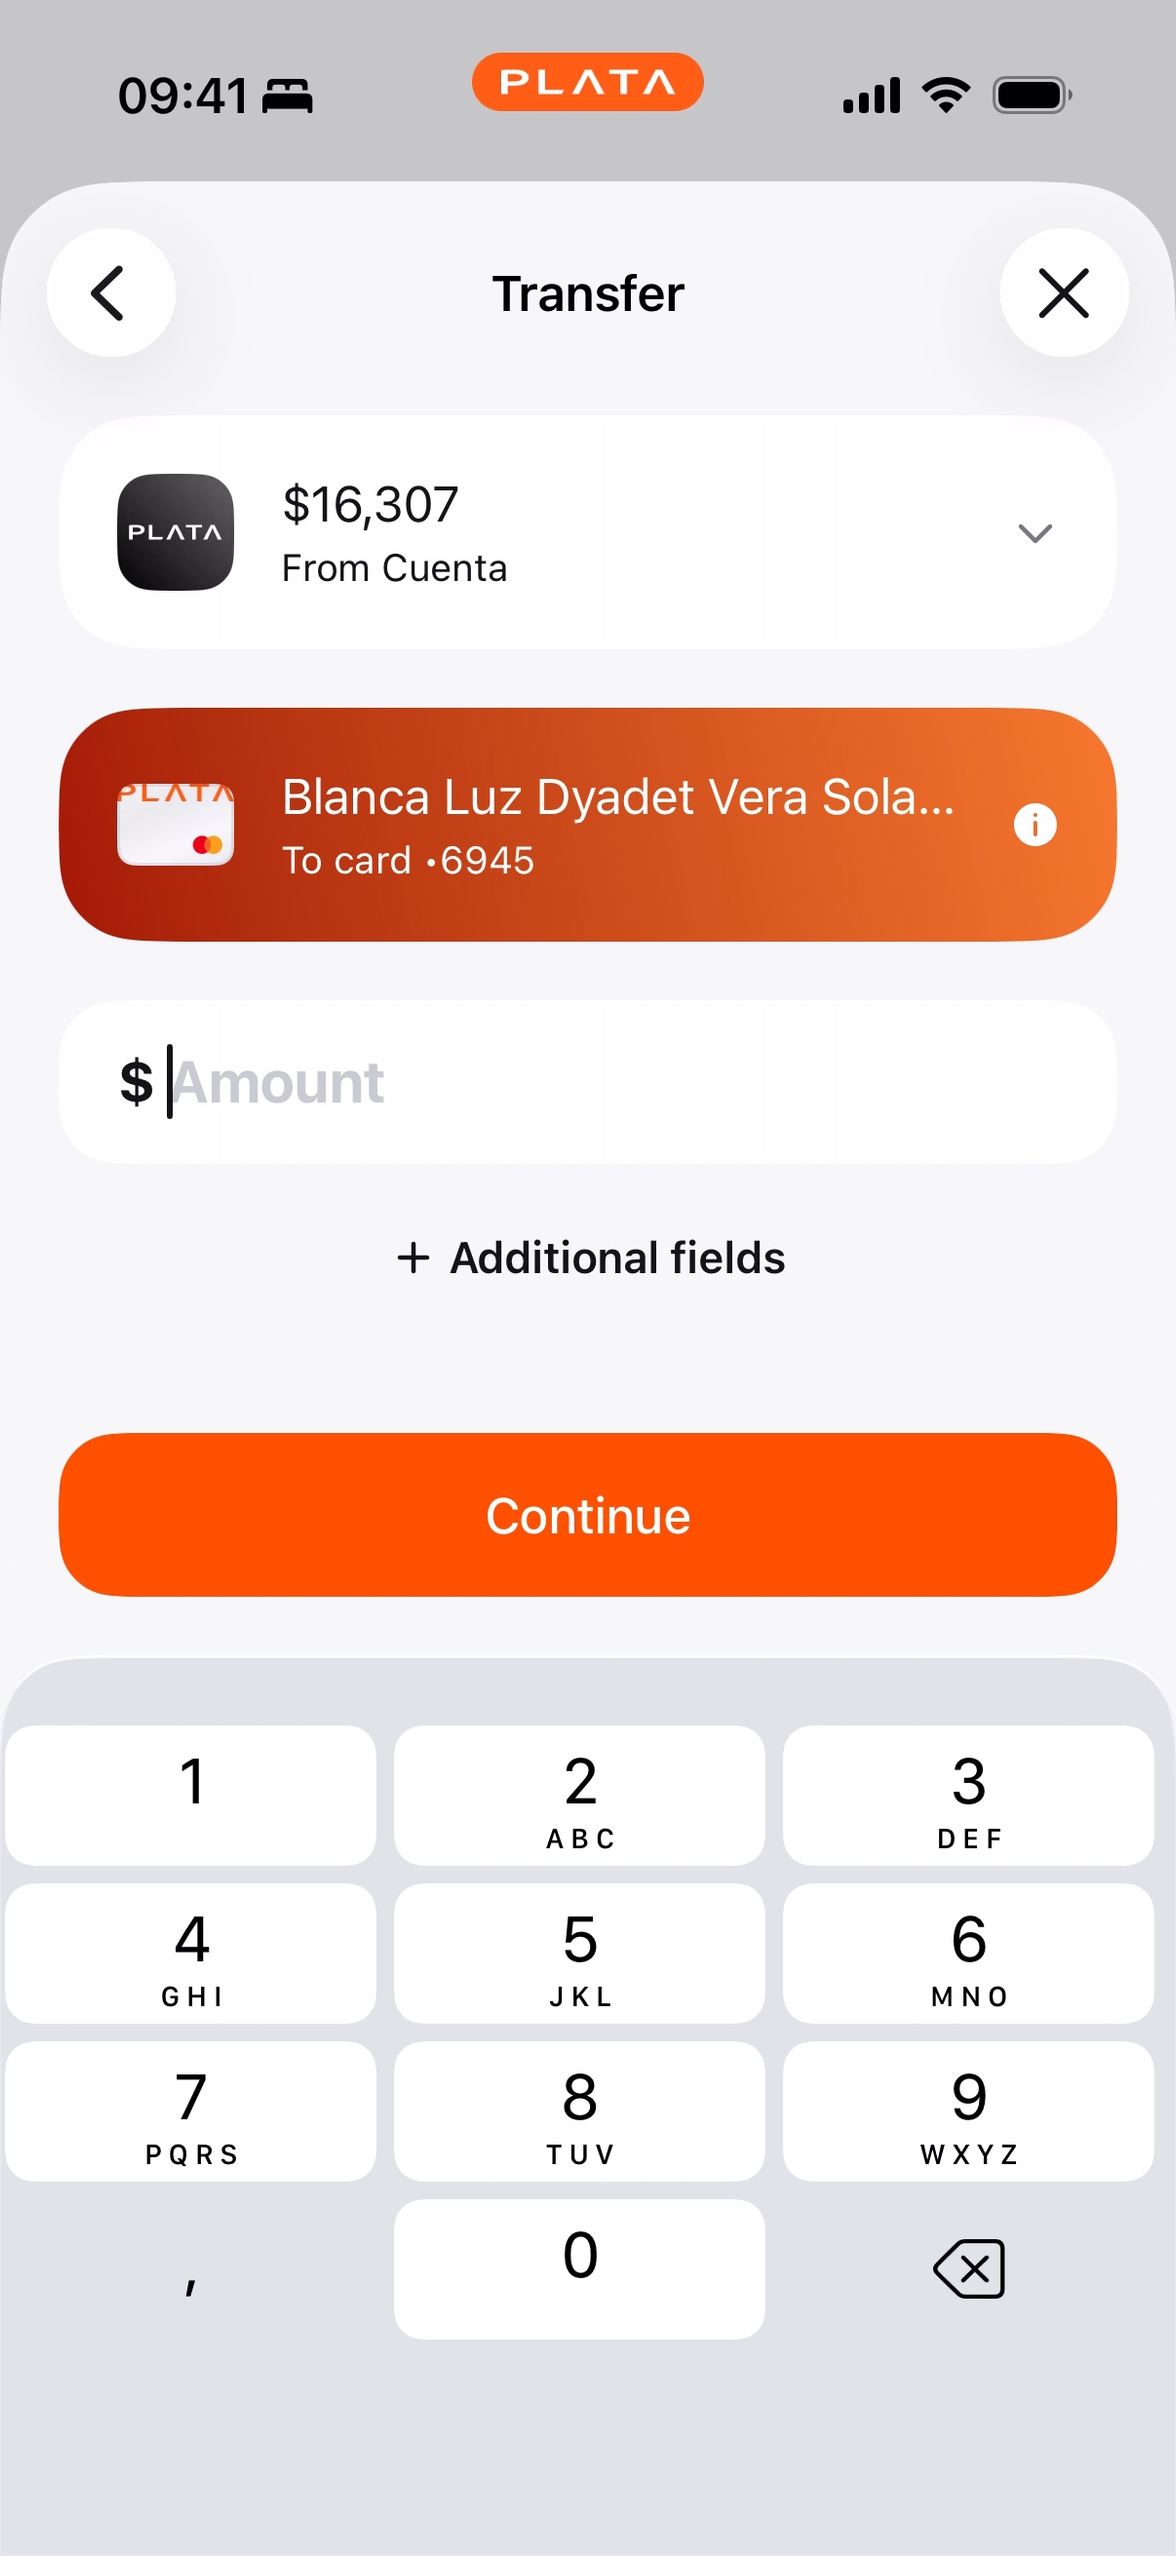 09:41
PLATA
Transfer
PLATA
$16,307
From Cuenta
PLATA
Blanca Luz Dyadet Vera Sola...
To card •6945
$ Amount
+ Additional fields
Continue
1
2
ABC
3
DEF
4
GHI
5
JKL
6
MNO
7
PQRS
8
TUV
9
WXYZ
,
0